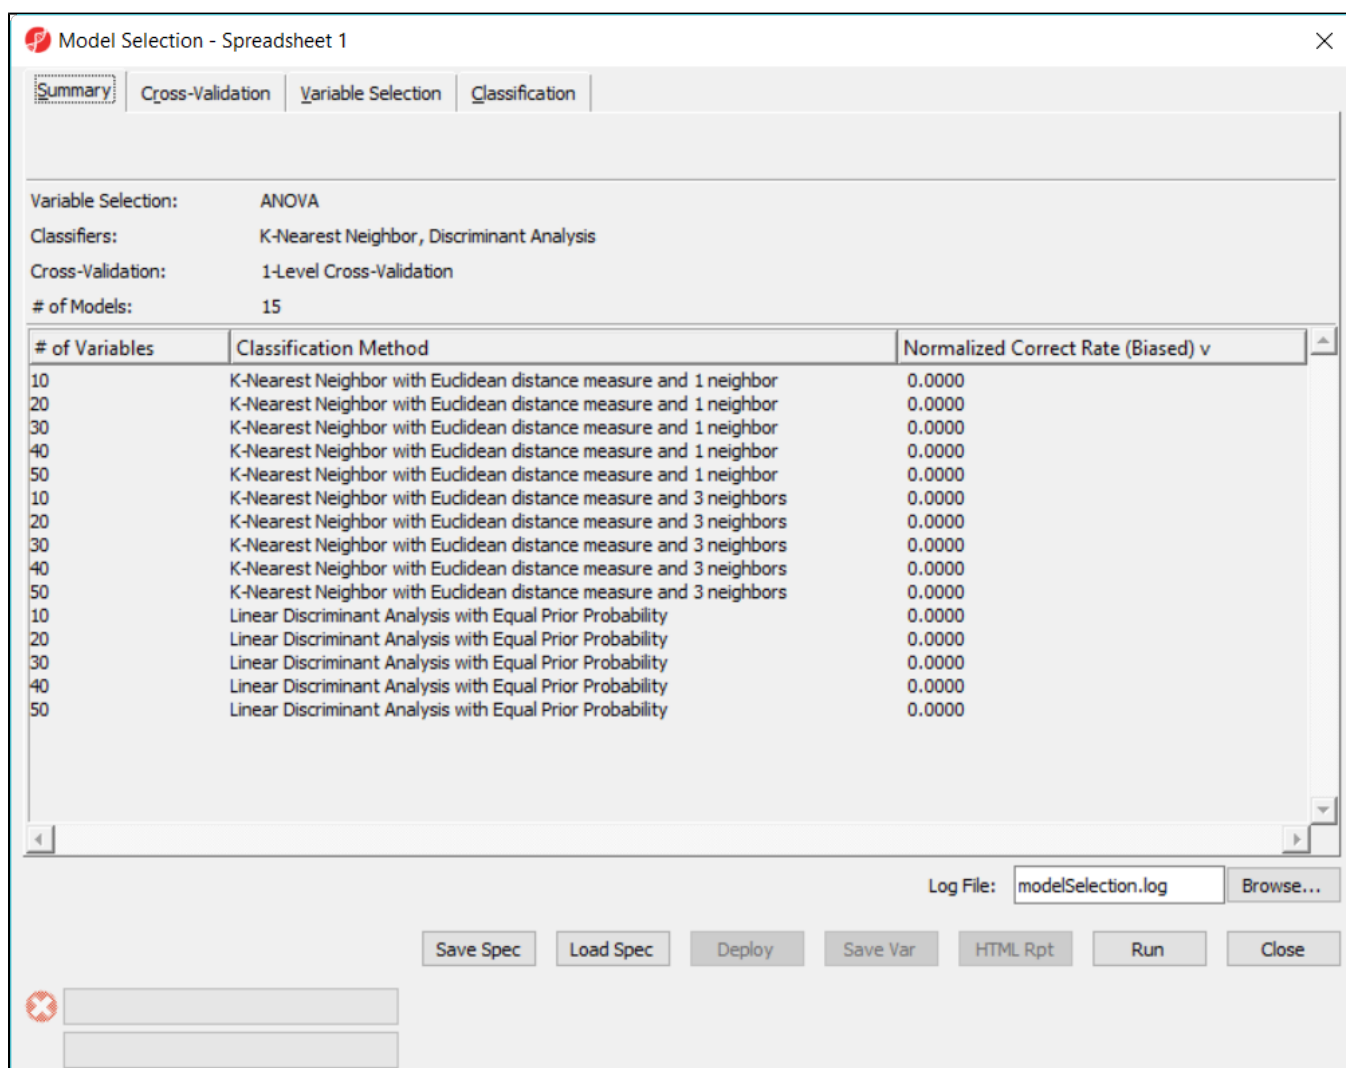 Model Selection - Spreadsheet 1
Summary Cross-Validation Variable Selection Classification
Variable Selection: ANOVA
Classifiers: K-Nearest Neighbor, Discriminant Analysis
Cross-Validation: 1-Level Cross-Validation
# of Models: 15
# of Variables Classification Method Normalized Correct Rate (Biased) v
10 K-Nearest Neighbor with Euclidean distance measure and 1 neighbor 0.0000
20 K-Nearest Neighbor with Euclidean distance measure and 1 neighbor 0.0000
30 K-Nearest Neighbor with Euclidean distance measure and 1 neighbor 0.0000
40 K-Nearest Neighbor with Euclidean distance measure and 1 neighbor 0.0000
50 K-Nearest Neighbor with Euclidean distance measure and 1 neighbor 0.0000
10 K-Nearest Neighbor with Euclidean distance measure and 3 neighbors 0.0000
20 K-Nearest Neighbor with Euclidean distance measure and 3 neighbors 0.0000
30 K-Nearest Neighbor with Euclidean distance measure and 3 neighbors 0.0000
40 K-Nearest Neighbor with Euclidean distance measure and 3 neighbors 0.0000
50 K-Nearest Neighbor with Euclidean distance measure and 3 neighbors 0.0000
10 Linear Discriminant Analysis with Equal Prior Probability 0.0000
20 Linear Discriminant Analysis with Equal Prior Probability 0.0000
30 Linear Discriminant Analysis with Equal Prior Probability 0.0000
40 Linear Discriminant Analysis with Equal Prior Probability 0.0000
50 Linear Discriminant Analysis with Equal Prior Probability 0.0000
Log File: modelSelection.log Browse...
Save Spec Load Spec Deploy Save Var HTML Rpt Run Close